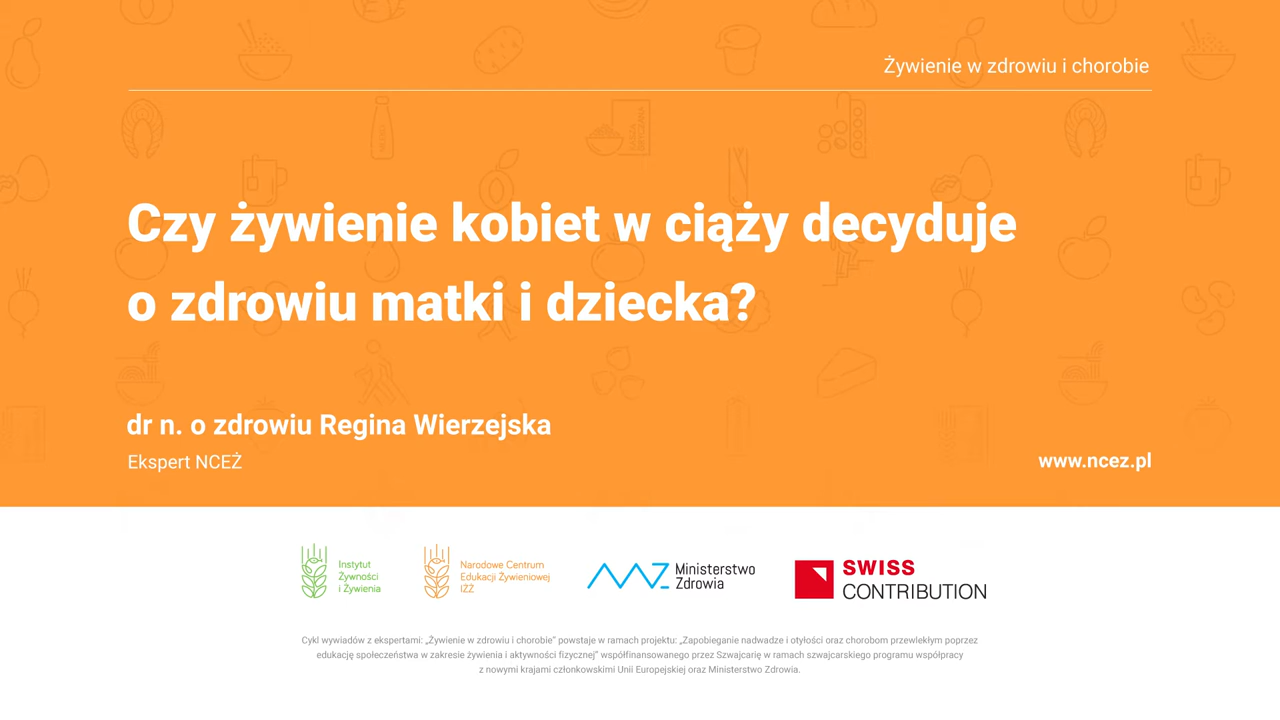 Żywienie w zdrowiu i chorobie
Czy żywienie kobiet w ciąży decyduje
o zdrowiu matki i dziecka?
dr n. o zdrowiu Regina Wierzejska
Ekspert NCEŻ
www.ncez.pl
Instytut
Żywności
i Żywienia
Narodowe Centrum
Edukacji Żywieniowej
IŻŻ
Ministerstwo
Zdrowia
SWISS
CONTRIBUTION
Cykl wywiadów z ekspertami: „Żywienie w zdrowiu i chorobie" powstaje w ramach projektu: „Zapobieganie nadwadze i otyłości oraz chorobom przewlekłym poprzez
edukację społeczeństwa w zakresie żywienia i aktywności fizycznej" współfinansowanego przez Szwajcarię w ramach szwajcarskiego programu współpracy
z nowymi krajami członkowskimi Unii Europejskiej oraz Ministerstwo Zdrowia.